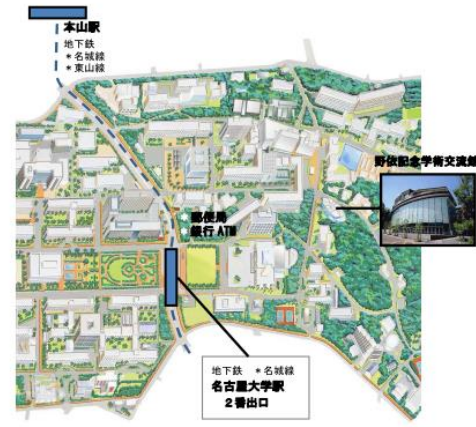 本山駅
地下鉄
＊名城線
＊東山線
野依記念学術交流館
郵便局
銀行 ATM
地下鉄 ＊名城線
名古屋大学駅
２番出口